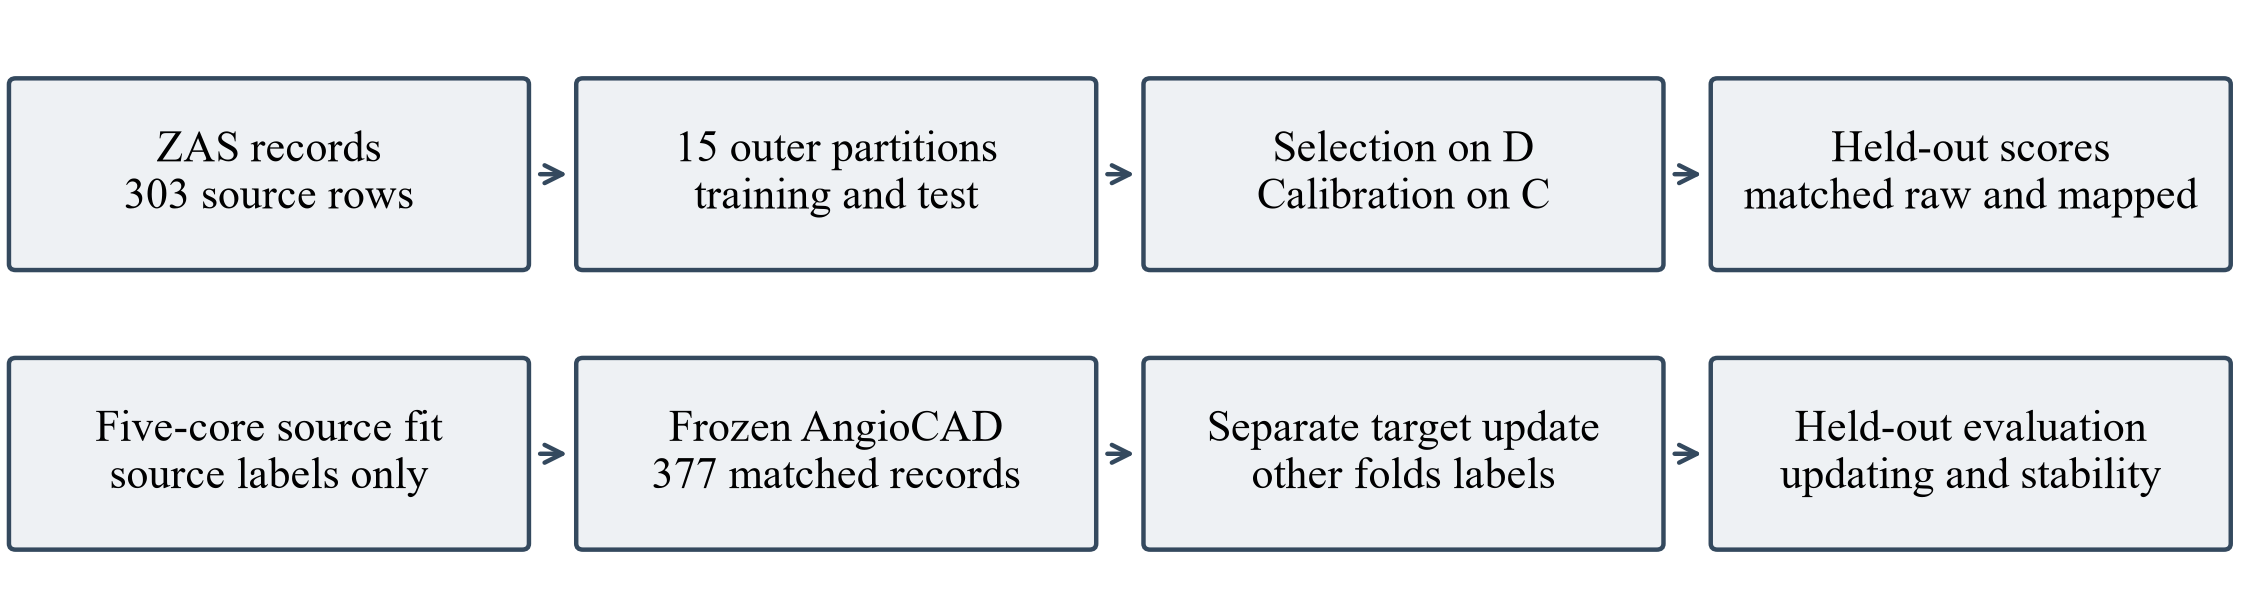 ZAS records
303 source rows
15 outer partitions
training and test
Selection on D
Calibration on C
Held-out scores
matched raw and mapped
Five-core source fit
source labels only
Frozen AngioCAD
377 matched records
Separate target update
other folds labels
Held-out evaluation
updating and stability